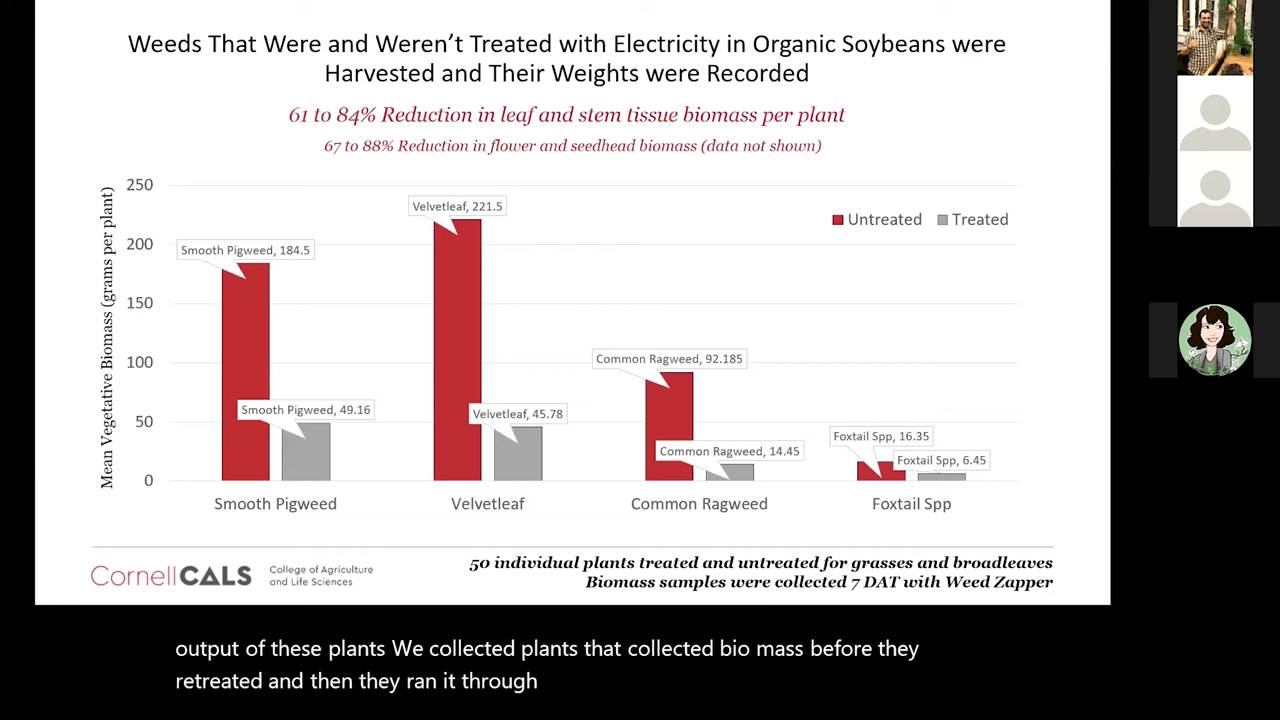 Weeds That Were and Weren't Treated with Electricity in Organic Soybeans were
Harvested and Their Weights were Recorded
61 to 84% Reduction in leaf and stem tissue biomass per plant
67 to 88% Reduction in flower and seedhead biomass (data not shown)
Mean Vegetative Biomass (grams per plant)
250
200
150
100
50
0
Untreated
Treated
Smooth Pigweed, 184.5
Smooth Pigweed, 49.16
Velvetleaf, 221.5
Velvetleaf, 45.78
Common Ragweed, 92.185
Common Ragweed, 14.45
Foxtail Spp, 16.35
Foxtail Spp, 6.45
Smooth Pigweed
Velvetleaf
Common Ragweed
Foxtail Spp
CornellCALS
College of Agriculture
and Life Sciences
50 individual plants treated and untreated for grasses and broadleaves
Biomass samples were collected 7 DAT with Weed Zapper
output of these plants We collected plants that collected bio mass before they
retreated and then they ran it through